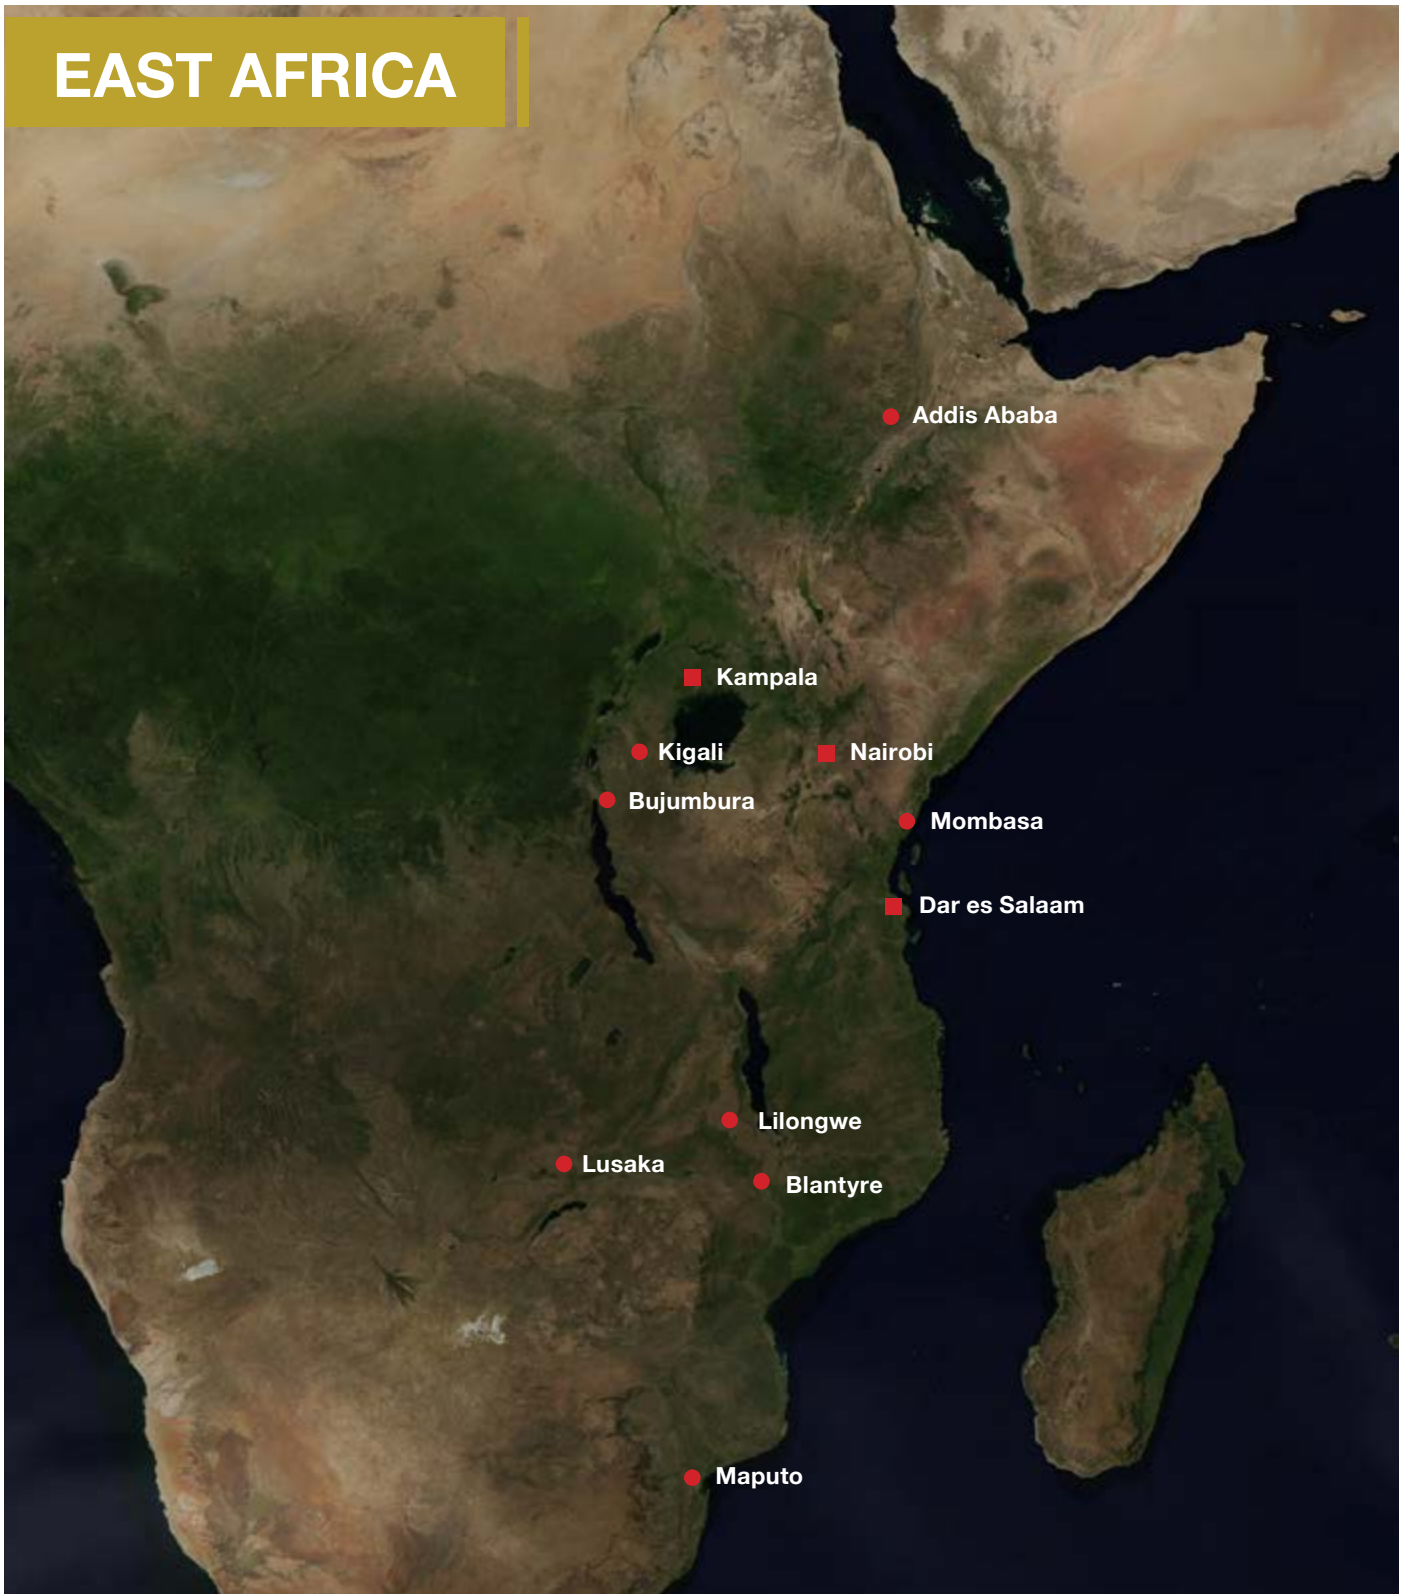 EAST AFRICA
Addis Ababa
Kampala
Kigali
Nairobi
Bujumbura
Mombasa
Dar es Salaam
Lilongwe
Lusaka
Blantyre
Maputo